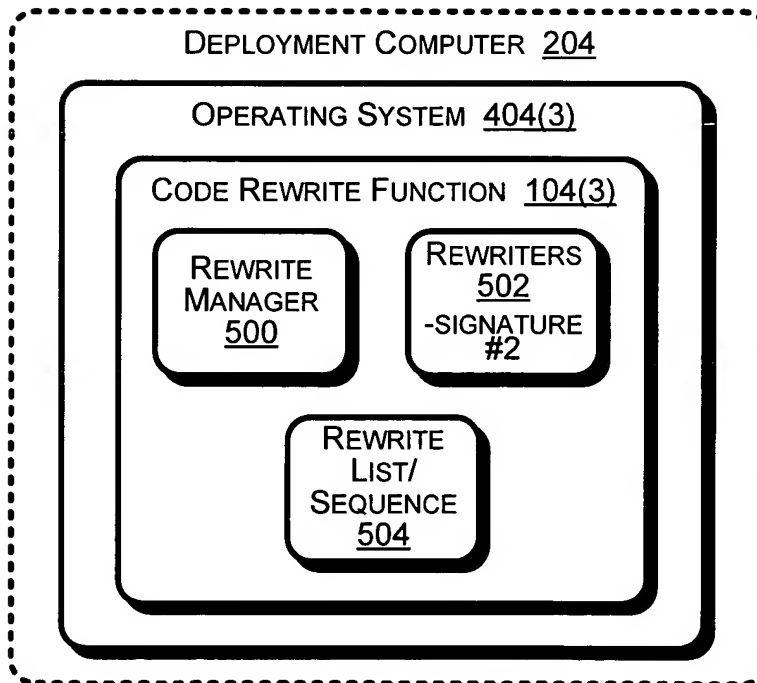 DEPLOYMENT COMPUTER 204
OPERATING SYSTEM 404(3)
CODE REWRITE FUNCTION 104(3)
REWRITE
MANAGER
500
REWRITERS
502
-SIGNATURE
#2
REWRITE
LIST/
SEQUENCE
504